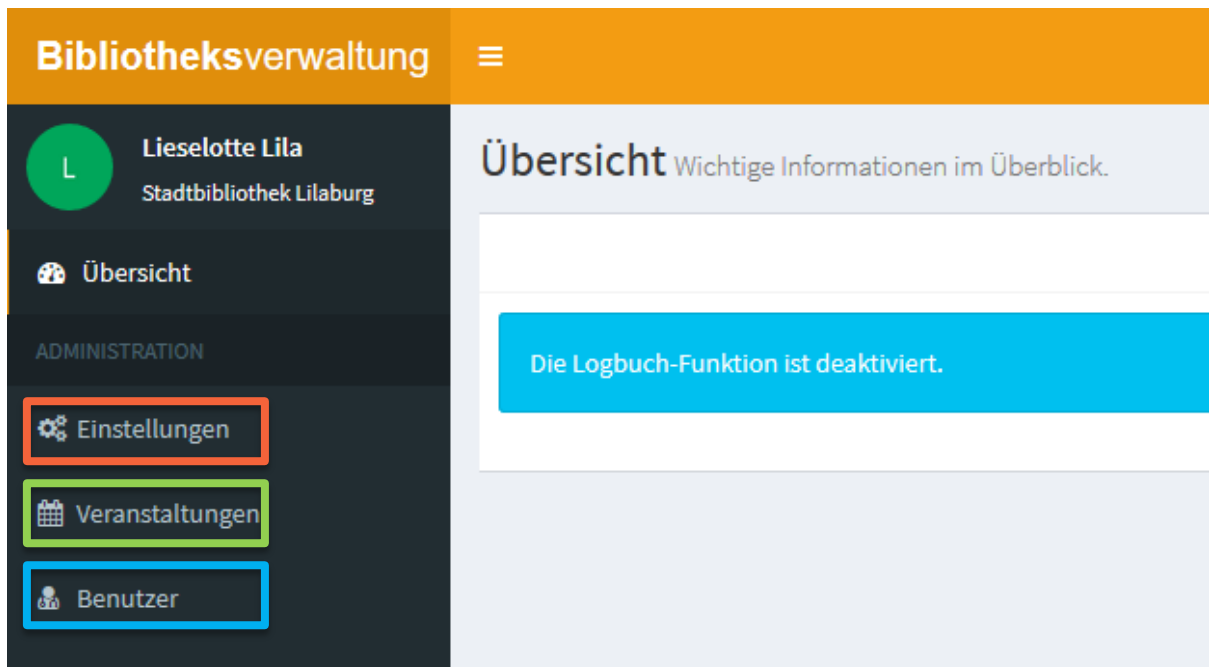 Bibliotheksverwaltung
Lieselotte Lila
Stadtbibliothek Lilaburg
L
Übersicht
ADMINISTRATION
Einstellungen
Veranstaltungen
Benutzer
Übersicht Wichtige Informationen im Überblick.
Die Logbuch-Funktion ist deaktiviert.